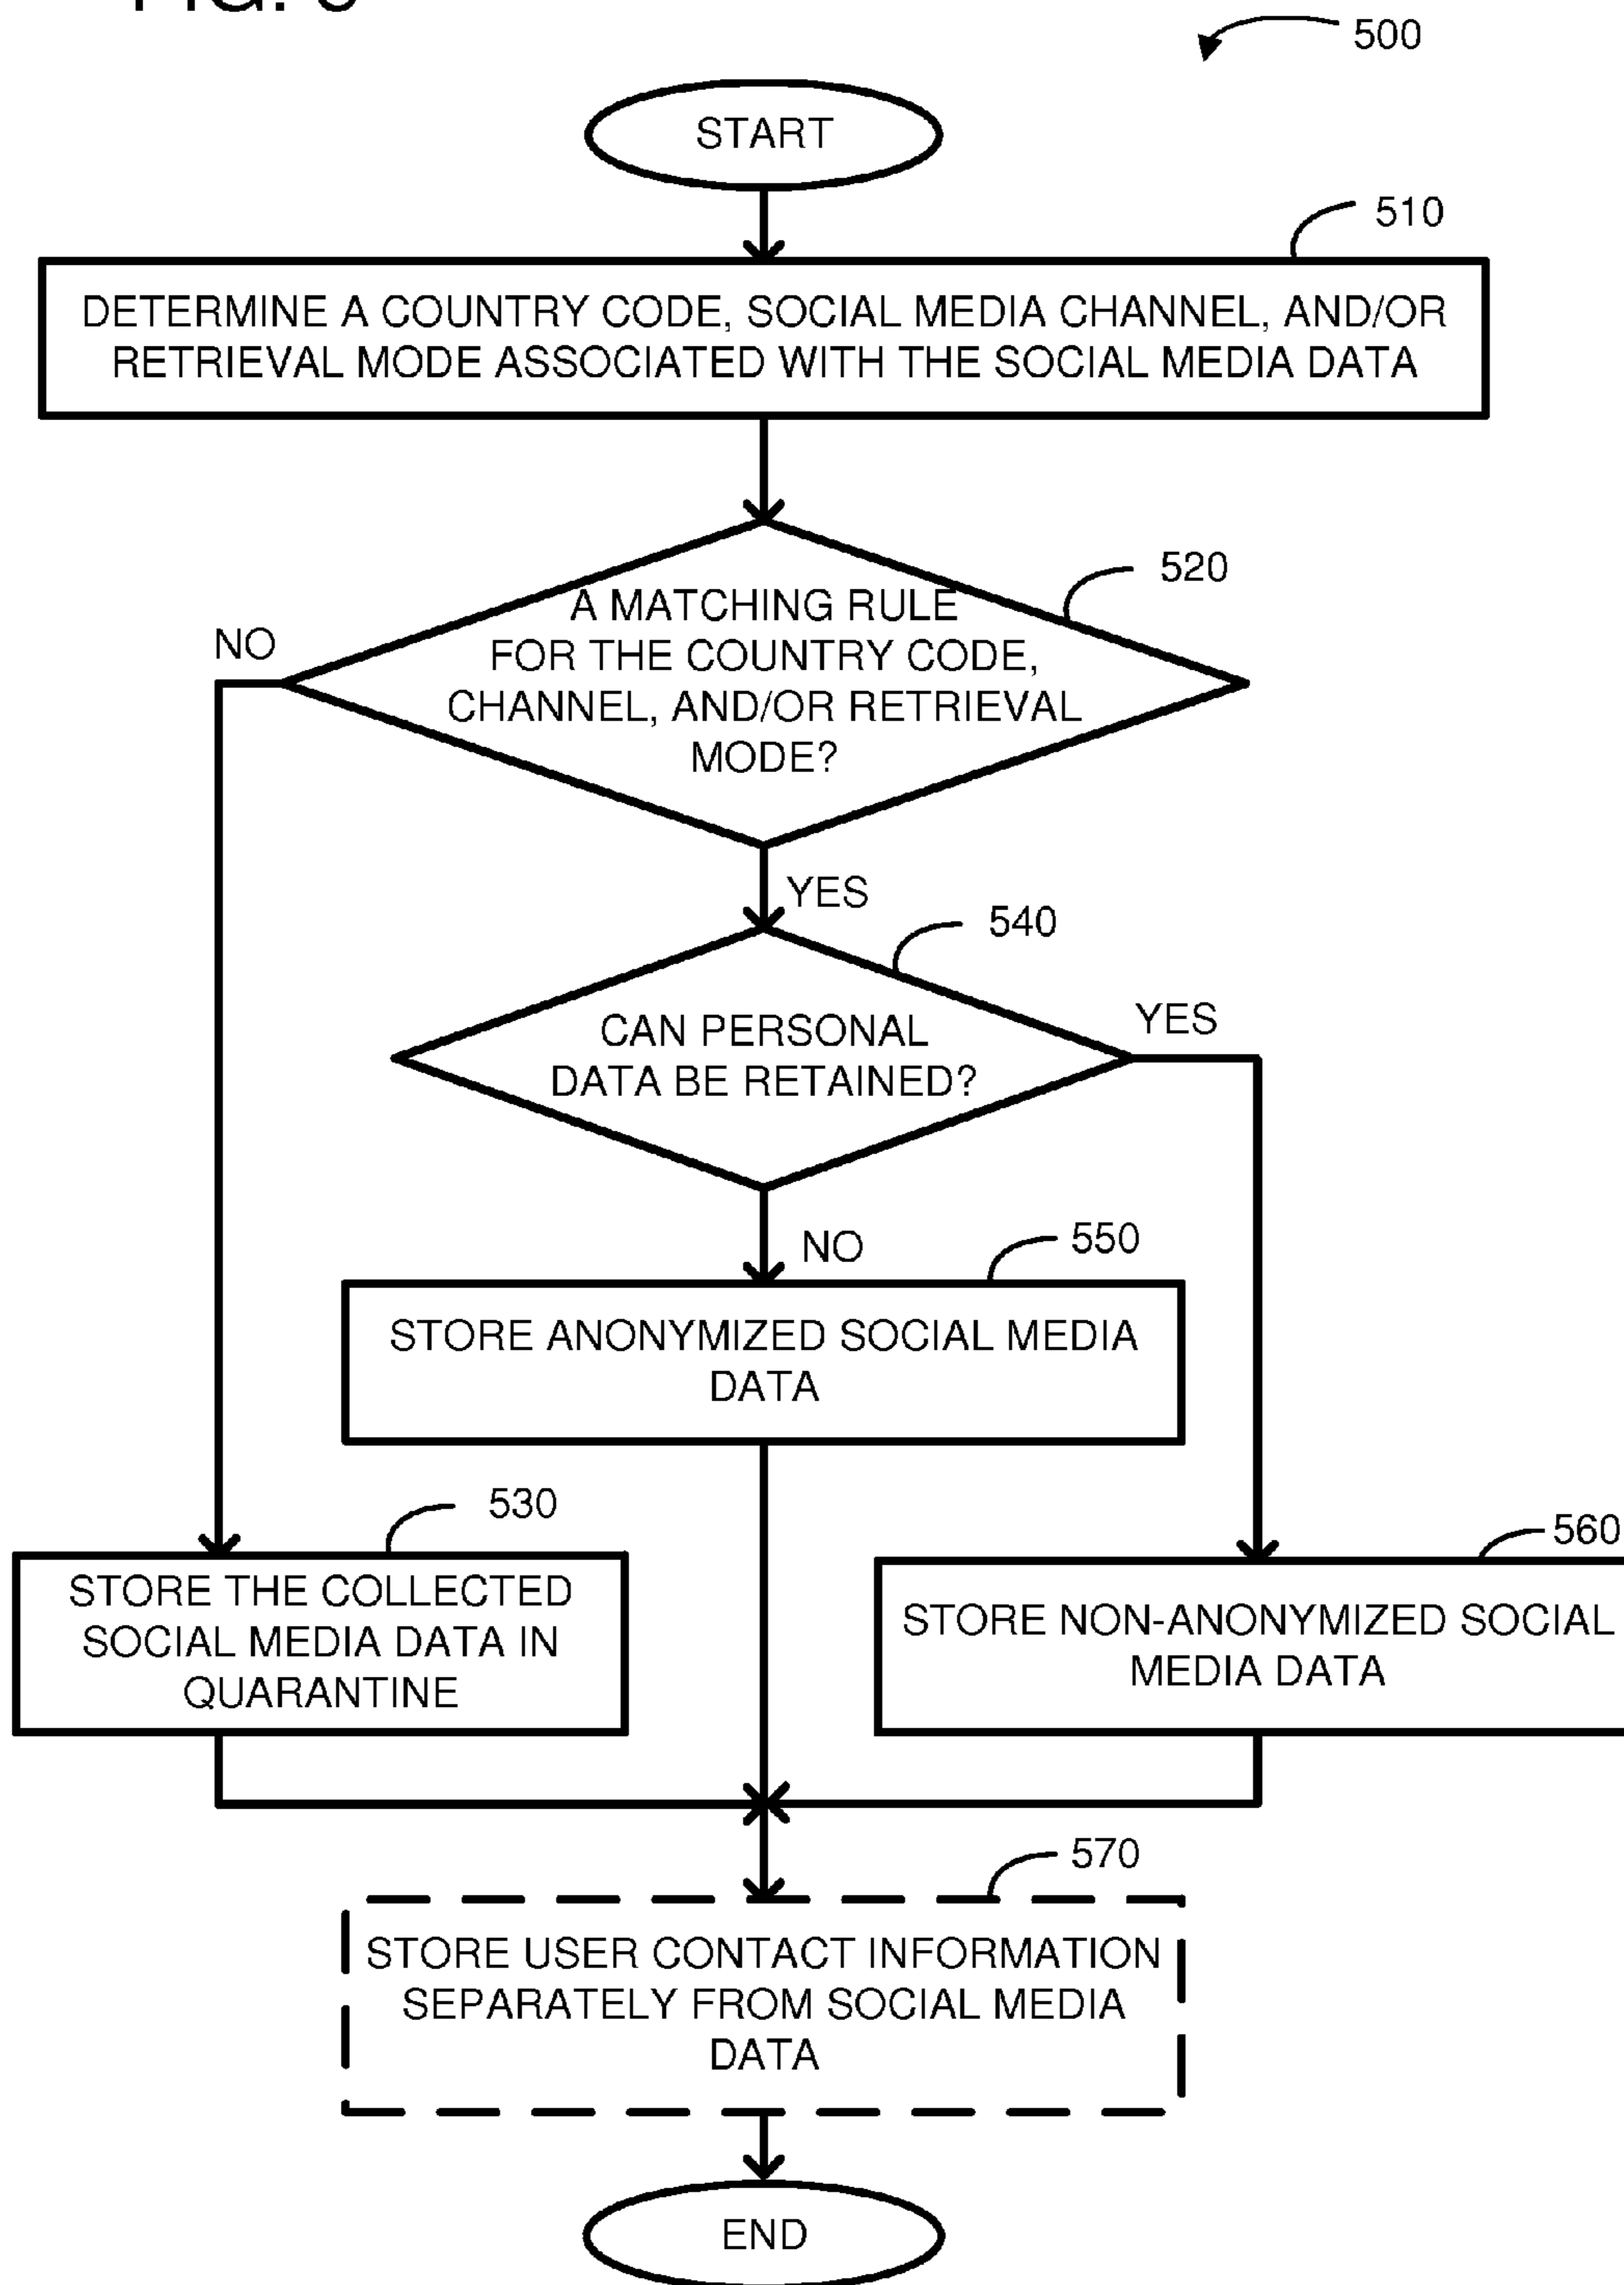 500
START
510
DETERMINE A COUNTRY CODE, SOCIAL MEDIA CHANNEL, AND/OR
RETRIEVAL MODE ASSOCIATED WITH THE SOCIAL MEDIA DATA
520
A MATCHING RULE
FOR THE COUNTRY CODE,
CHANNEL, AND/OR RETRIEVAL
MODE?
NO
YES
540
CAN PERSONAL
DATA BE RETAINED?
YES
NO
550
STORE ANONYMIZED SOCIAL MEDIA
DATA
530
STORE THE COLLECTED
SOCIAL MEDIA DATA IN
QUARANTINE
560
STORE NON-ANONYMIZED SOCIAL
MEDIA DATA
570
STORE USER CONTACT INFORMATION
SEPARATELY FROM SOCIAL MEDIA
DATA
END